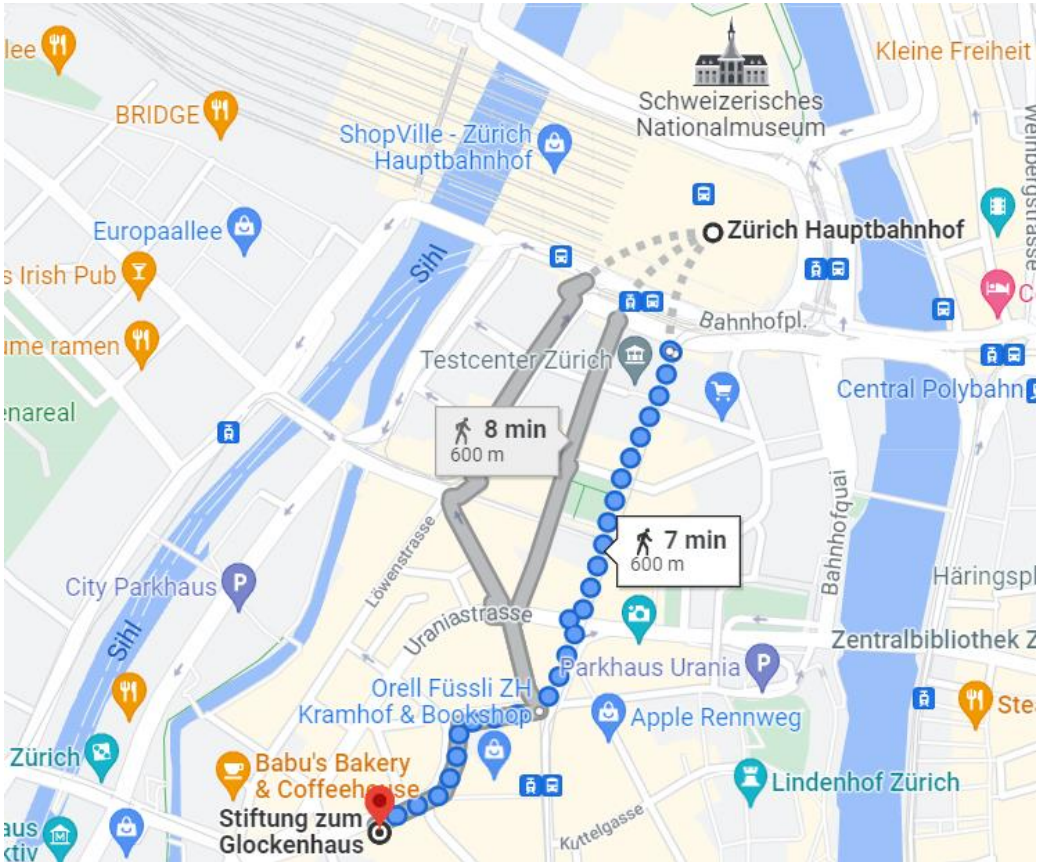 lee
Kleine Freiheit
BRIDGE
Schweizerisches
Nationalmuseum
ShopVille - Zürich
Hauptbahnhof
Weinbergstrasse
Europaallee
Zürich Hauptbahnhof
Sihl
s Irish Pub
C
Bahnhofpl.
ume ramen
Testcenter Zürich
Central Polybahn
enareal
8 min
600 m
Bahnhofquai
7 min
600 m
Löwenstrasse
City Parkhaus
P
Häringspl
Uraniastrasse
Sihl
Zentralbibliothek Z
Parkhaus Urania
P
Orell Füssli ZH
Kramhof & Bookshop
Apple Rennweg
Ste
Zürich
Babu's Bakery
& Coffeehouse
Lindenhof Zürich
Stiftung zum
Glockenhaus
Kuttelgasse
aus
ktiv
M